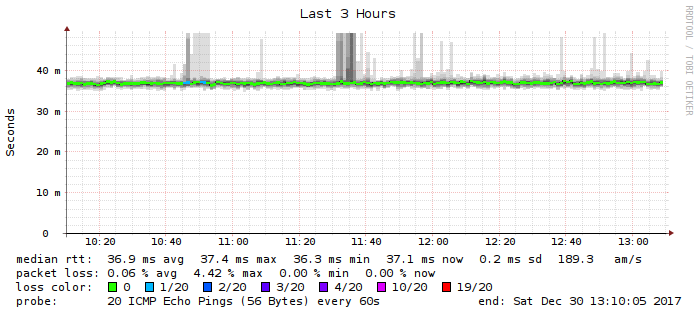 Last 3 Hours
RRDTOOL / TOBI OETIKER
Seconds
40 m
30 m
20 m
10 m
0
10:20 10:40 11:00 11:20 11:40 12:00 12:20 12:40 13:00
median rtt: 36.9 ms avg 37.4 ms max 36.3 ms min 37.1 ms now 0.2 ms sd 189.3 am/s
packet loss: 0.06 % avg 4.42 % max 0.00 % min 0.00 % now
loss color: 0 1/20 2/20 3/20 4/20 10/20 19/20
probe: 20 ICMP Echo Pings (56 Bytes) every 60s end: Sat Dec 30 13:10:05 2017